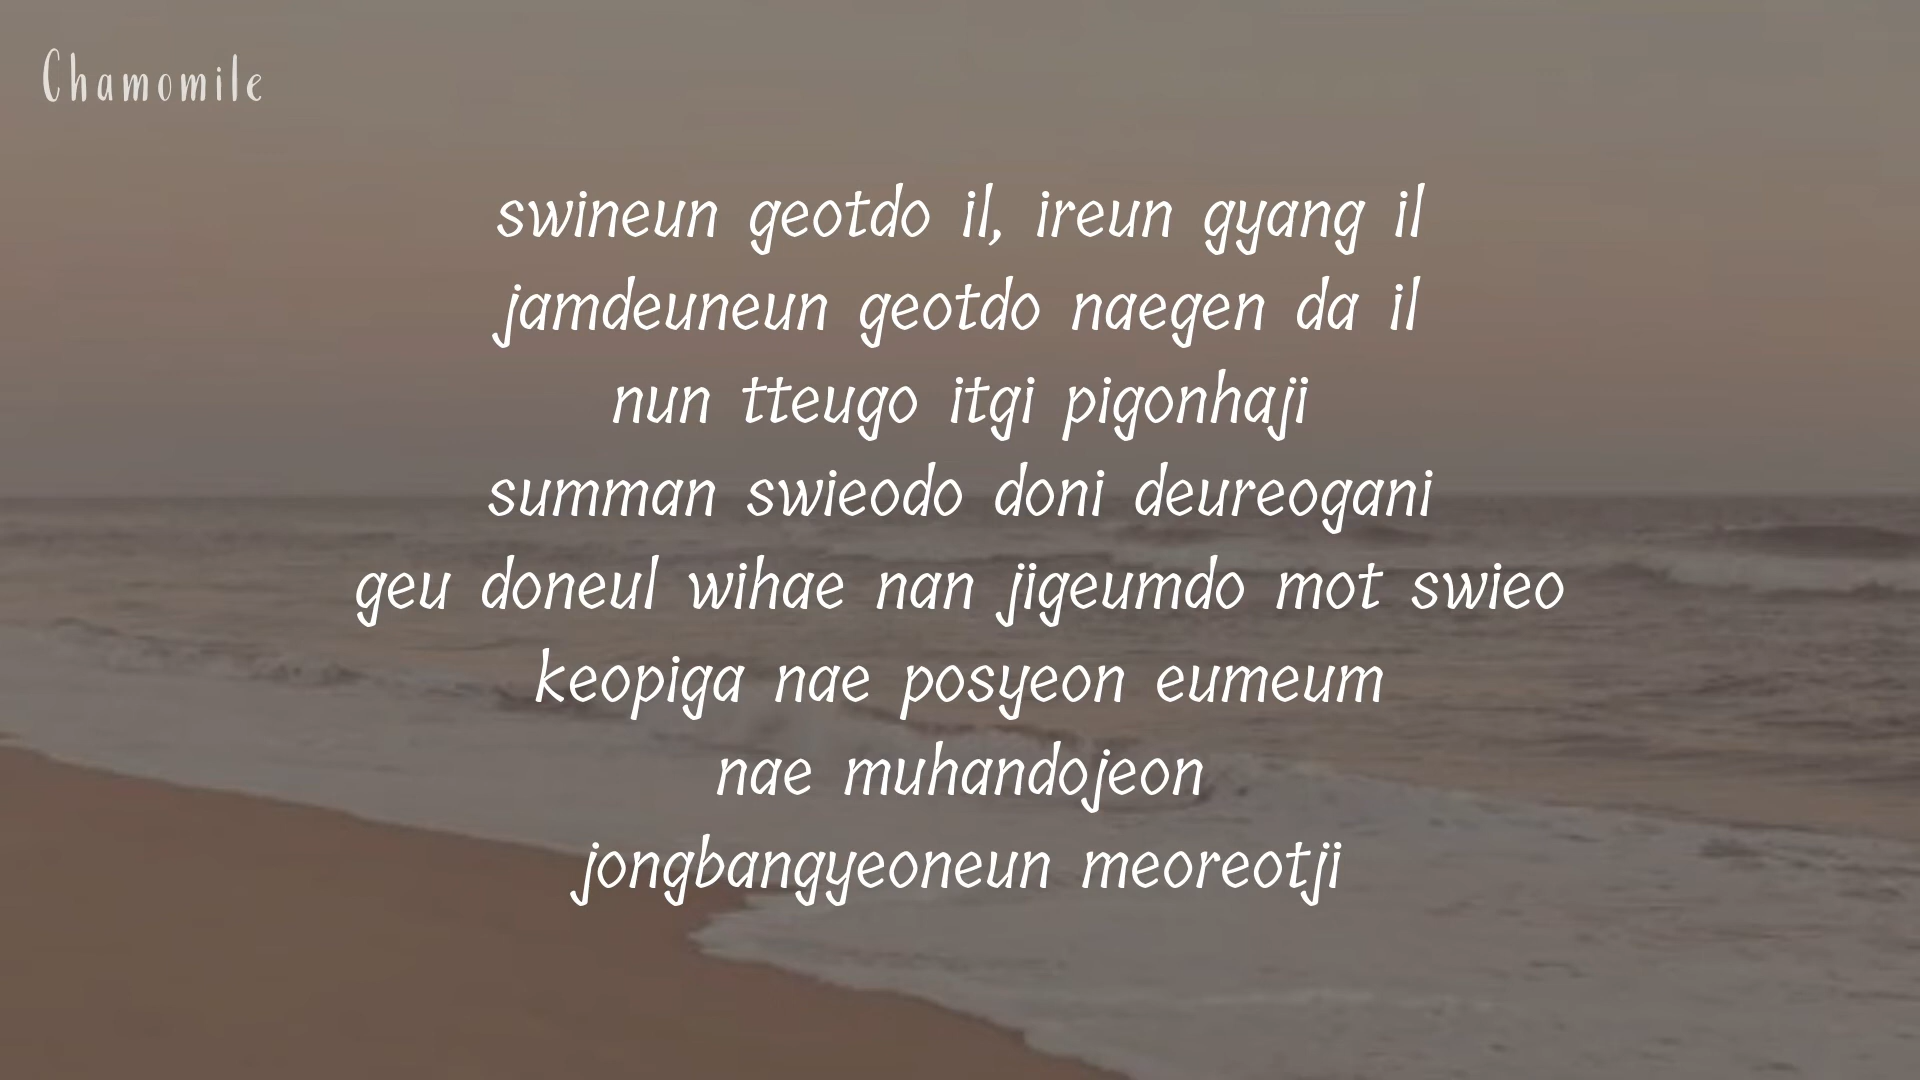 Chamomile
swineun geotdo il, ireun gyang il
jamdeuneun geotdo naegen da il
nun tteugo itgi pigonhaji
summan swieodo doni deureogani
geu doneul wihae nan jigeumdo mot swieo
keopiga nae posyeon eumeum
nae muhandojeon
jongbangyeoneun meoreotji